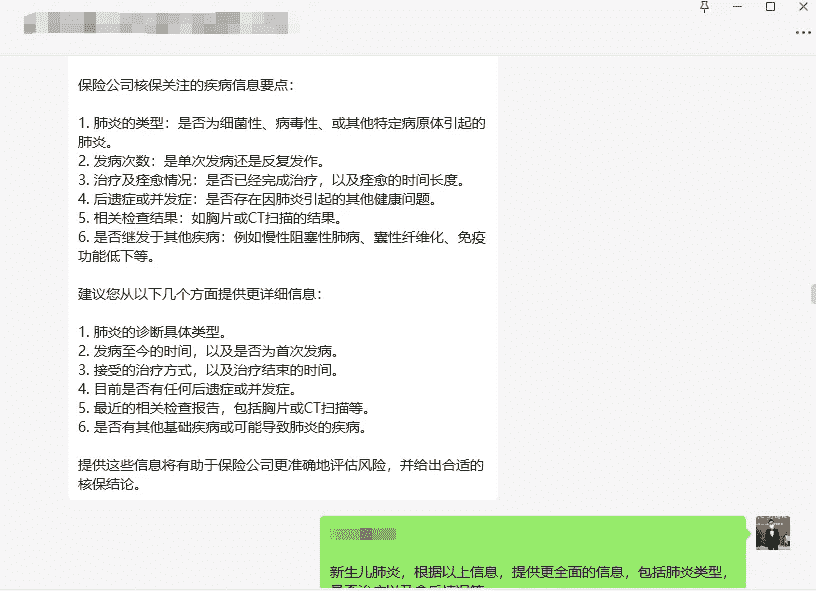 保险公司核保关注的疾病信息要点：
1. 肺炎的类型：是否为细菌性、病毒性、或其他特定病原体引起的
肺炎。
2. 发病次数：是单次发病还是反复发作。
3. 治疗及痊愈情况：是否已经完成治疗，以及痊愈的时间长度。
4. 后遗症或并发症：是否存在因肺炎引起的其他健康问题。
5. 相关检查结果：如胸片或CT扫描的结果。
6. 是否继发于其他疾病：例如慢性阻塞性肺病、囊性纤维化、免疫
功能低下等。
建议您从以下几个方面提供更详细信息：
1. 肺炎的诊断具体类型。
2. 发病至今的时间，以及是否为首次发病。
3. 接受的治疗方式，以及治疗结束的时间。
4. 目前是否有任何后遗症或并发症。
5. 最近的相关检查报告，包括胸片或CT扫描等。
6. 是否有其他基础疾病或可能导致肺炎的疾病。
提供这些信息将有助于保险公司更准确地评估风险，并给出合适的
核保结论。
新生儿肺炎，根据以上信息，提供更全面的信息，包括肺炎类型，